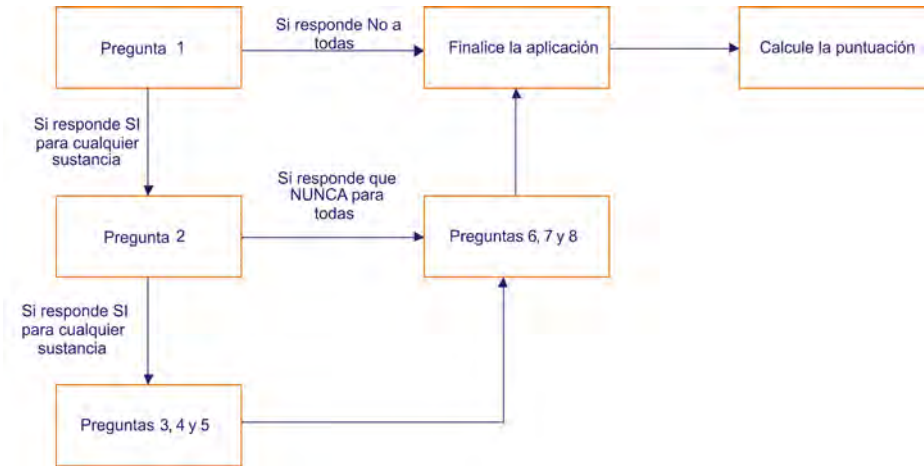 Pregunta 1
Si responde No a
todas
Finalice la aplicación
Calcule la puntuación
Si responde SI
para cualquier
sustancia
Pregunta 2
Si responde que
NUNCA para
todas
Preguntas 6, 7 y 8
Si responde SI
para cualquier
sustancia
Preguntas 3, 4 y 5